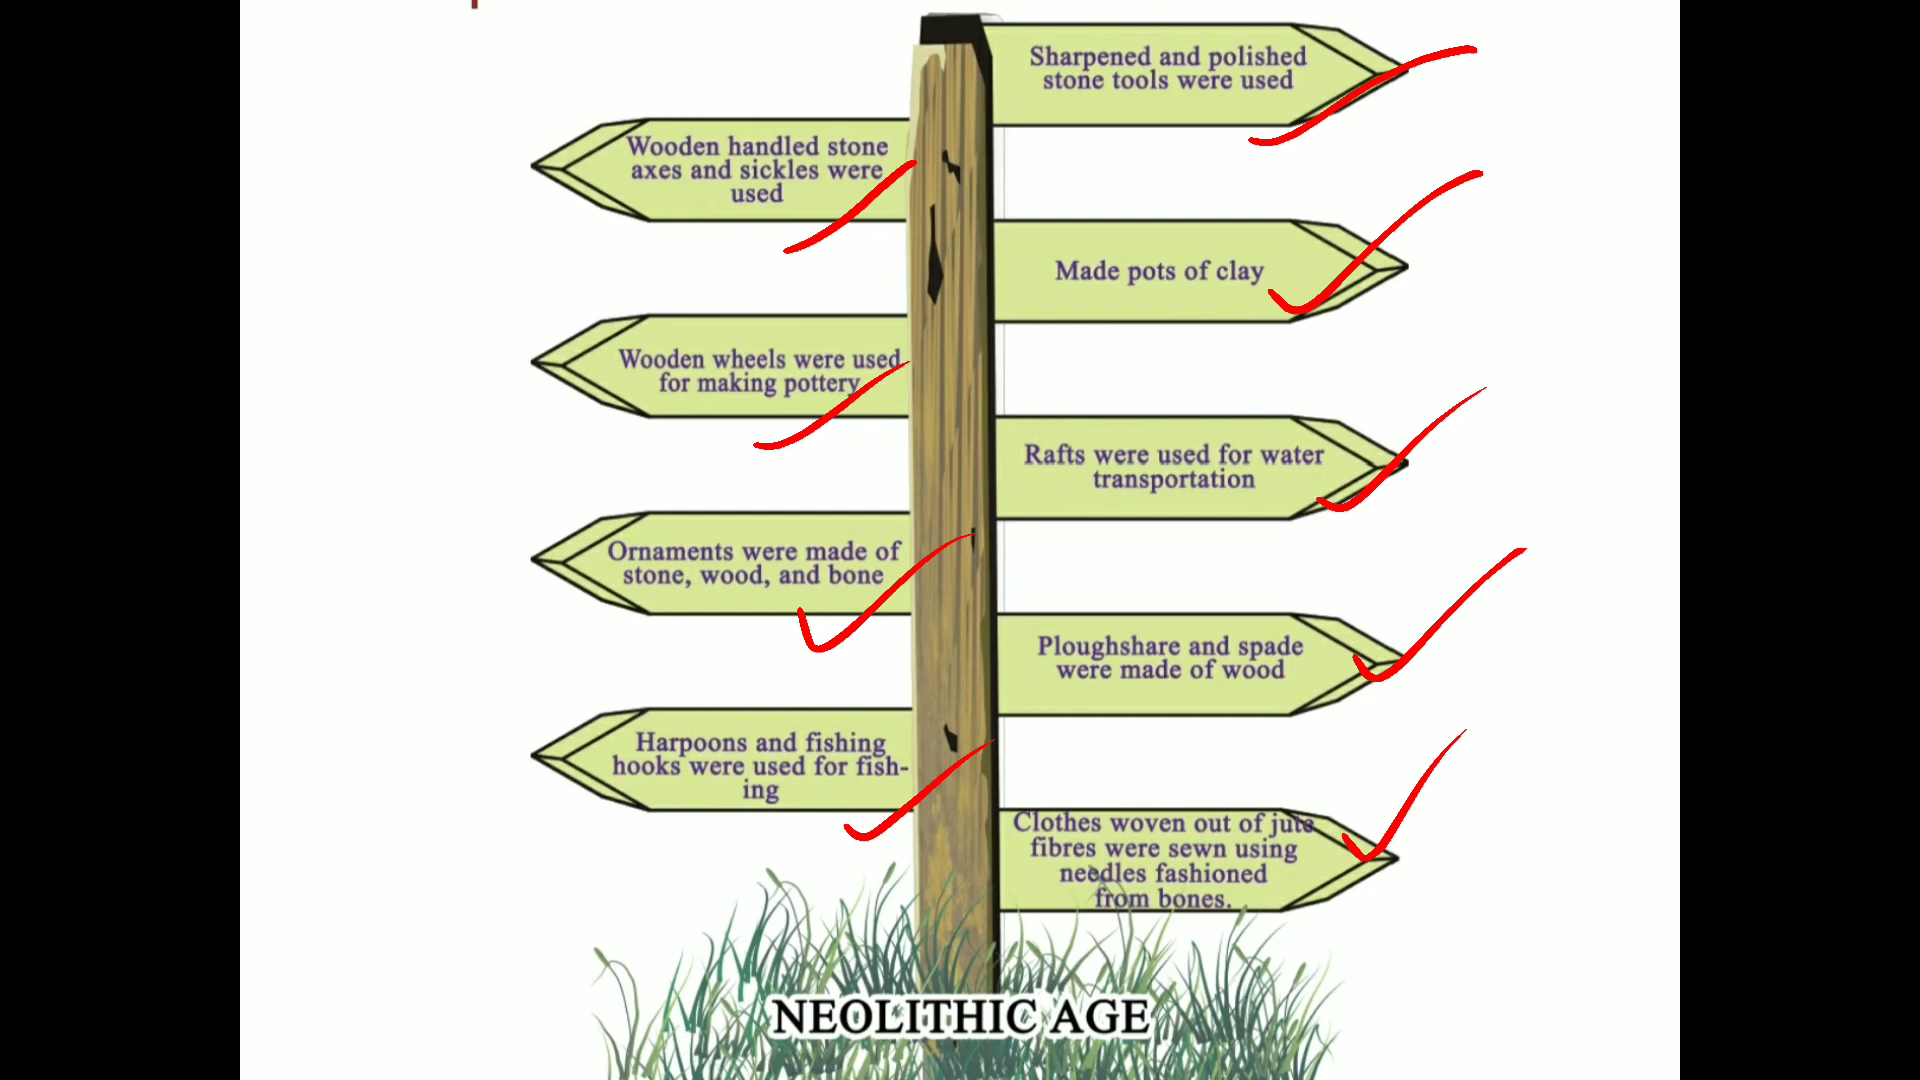 Sharpened and polished
stone tools were used
Wooden handled stone
axes and sickles were
used
Made pots of clay
Wooden wheels were used
for making pottery
Rafts were used for water
transportation
Ornaments were made of
stone, wood, and bone
Ploughshare and spade
were made of wood
Harpoons and fishing
hooks were used for fish-
ing
Clothes woven out of jute
fibres were sewn using
needles fashioned
from bones.
NEOLITHIC AGE